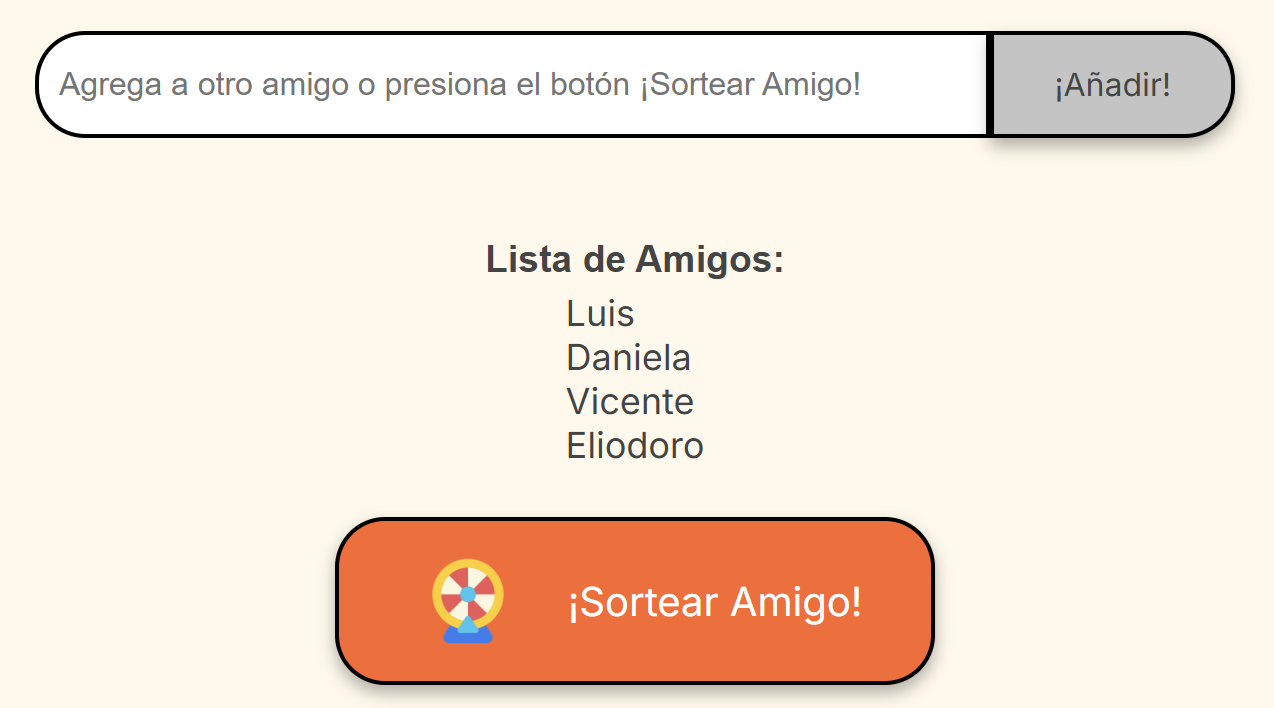 Agrega a otro amigo o presiona el botón ¡Sortear Amigo!
¡Añadir!
Lista de Amigos:
Luis
Daniela
Vicente
Eliodoro
¡Sortear Amigo!